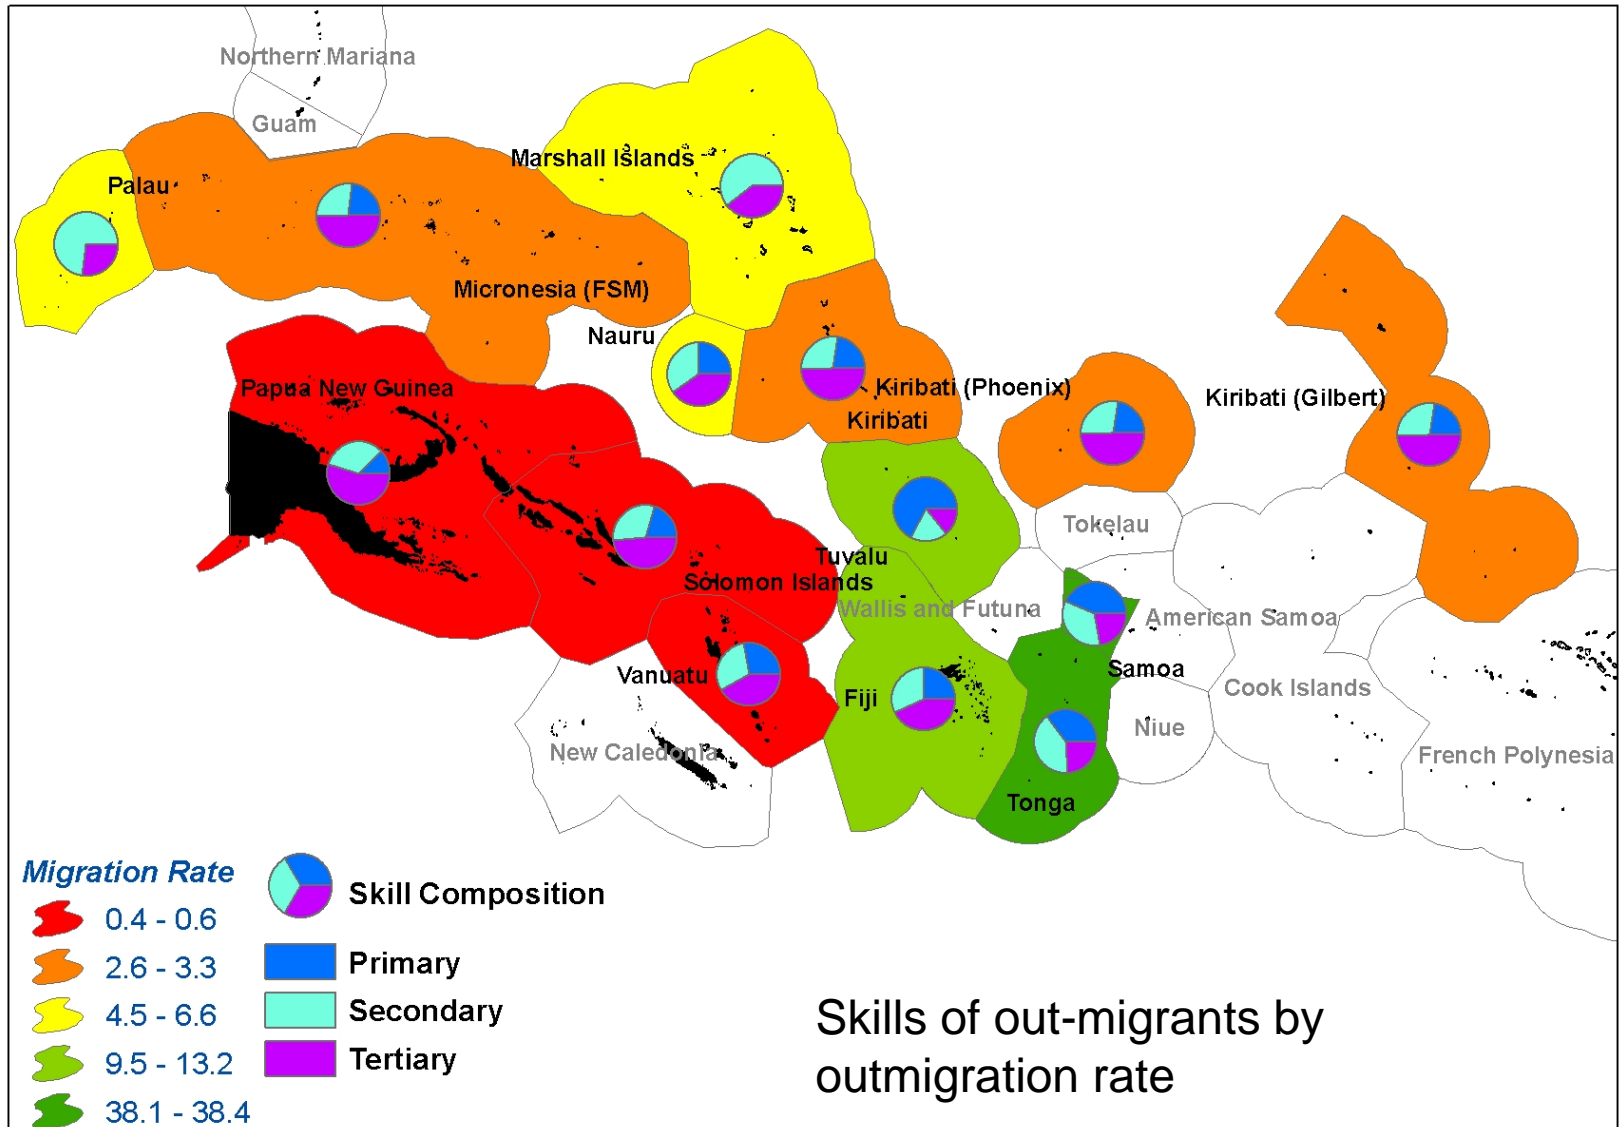 Northern Mariana
Guam
Marshall Islands
Palau
Micronesia (FSM)
Nauru
Papua New Guinea
Kiribati (Phoenix)
Kiribati (Gilbert)
Kiribati
Tokelau
Tuvalu
Solomon Islands
Wallis and Futuna
American Samoa
Vanuatu
Samoa
Fiji
Cook Islands
Niue
New Caledonia
French Polynesia
Tonga
Migration Rate
0.4 - 0.6
2.6 - 3.3
4.5 - 6.6
9.5 - 13.2
38.1 - 38.4
Skill Composition
Primary
Secondary
Tertiary
Skills of out-migrants by
outmigration rate